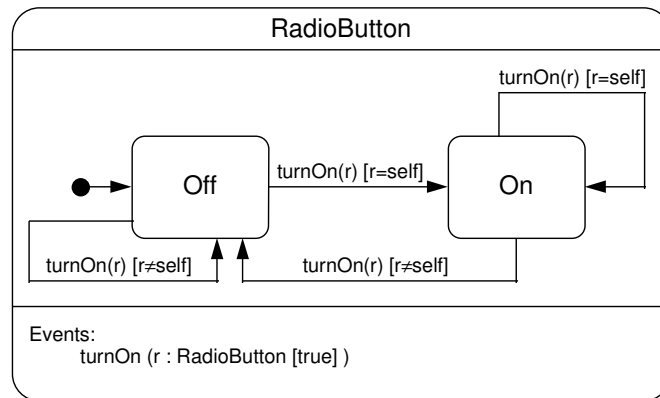 RadioButton
turnOn(r) [r=self]
turnOn(r) [r=self]
Off
On
turnOn(r) [r≠self]
turnOn(r) [r≠self]
Events:
turnOn (r : RadioButton [true] )